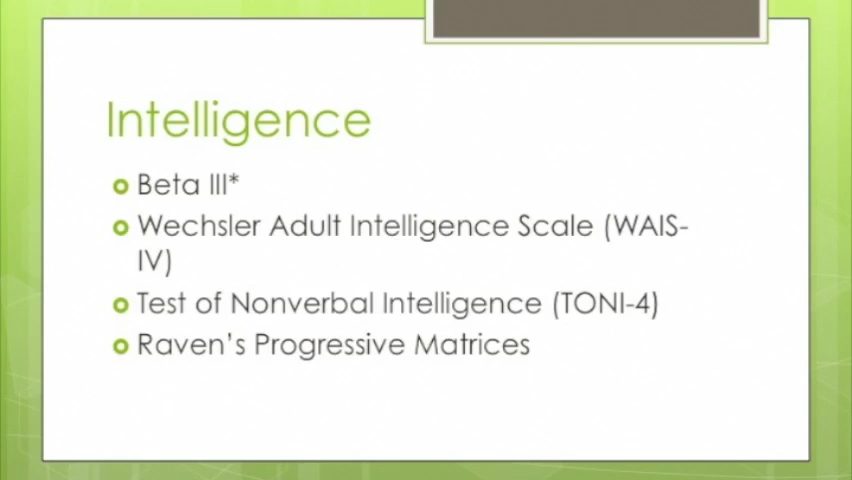 Intelligence
Beta III*
Wechsler Adult Intelligence Scale (WAIS-
IV)
Test of Nonverbal Intelligence (TONI-4)
Raven's Progressive Matrices